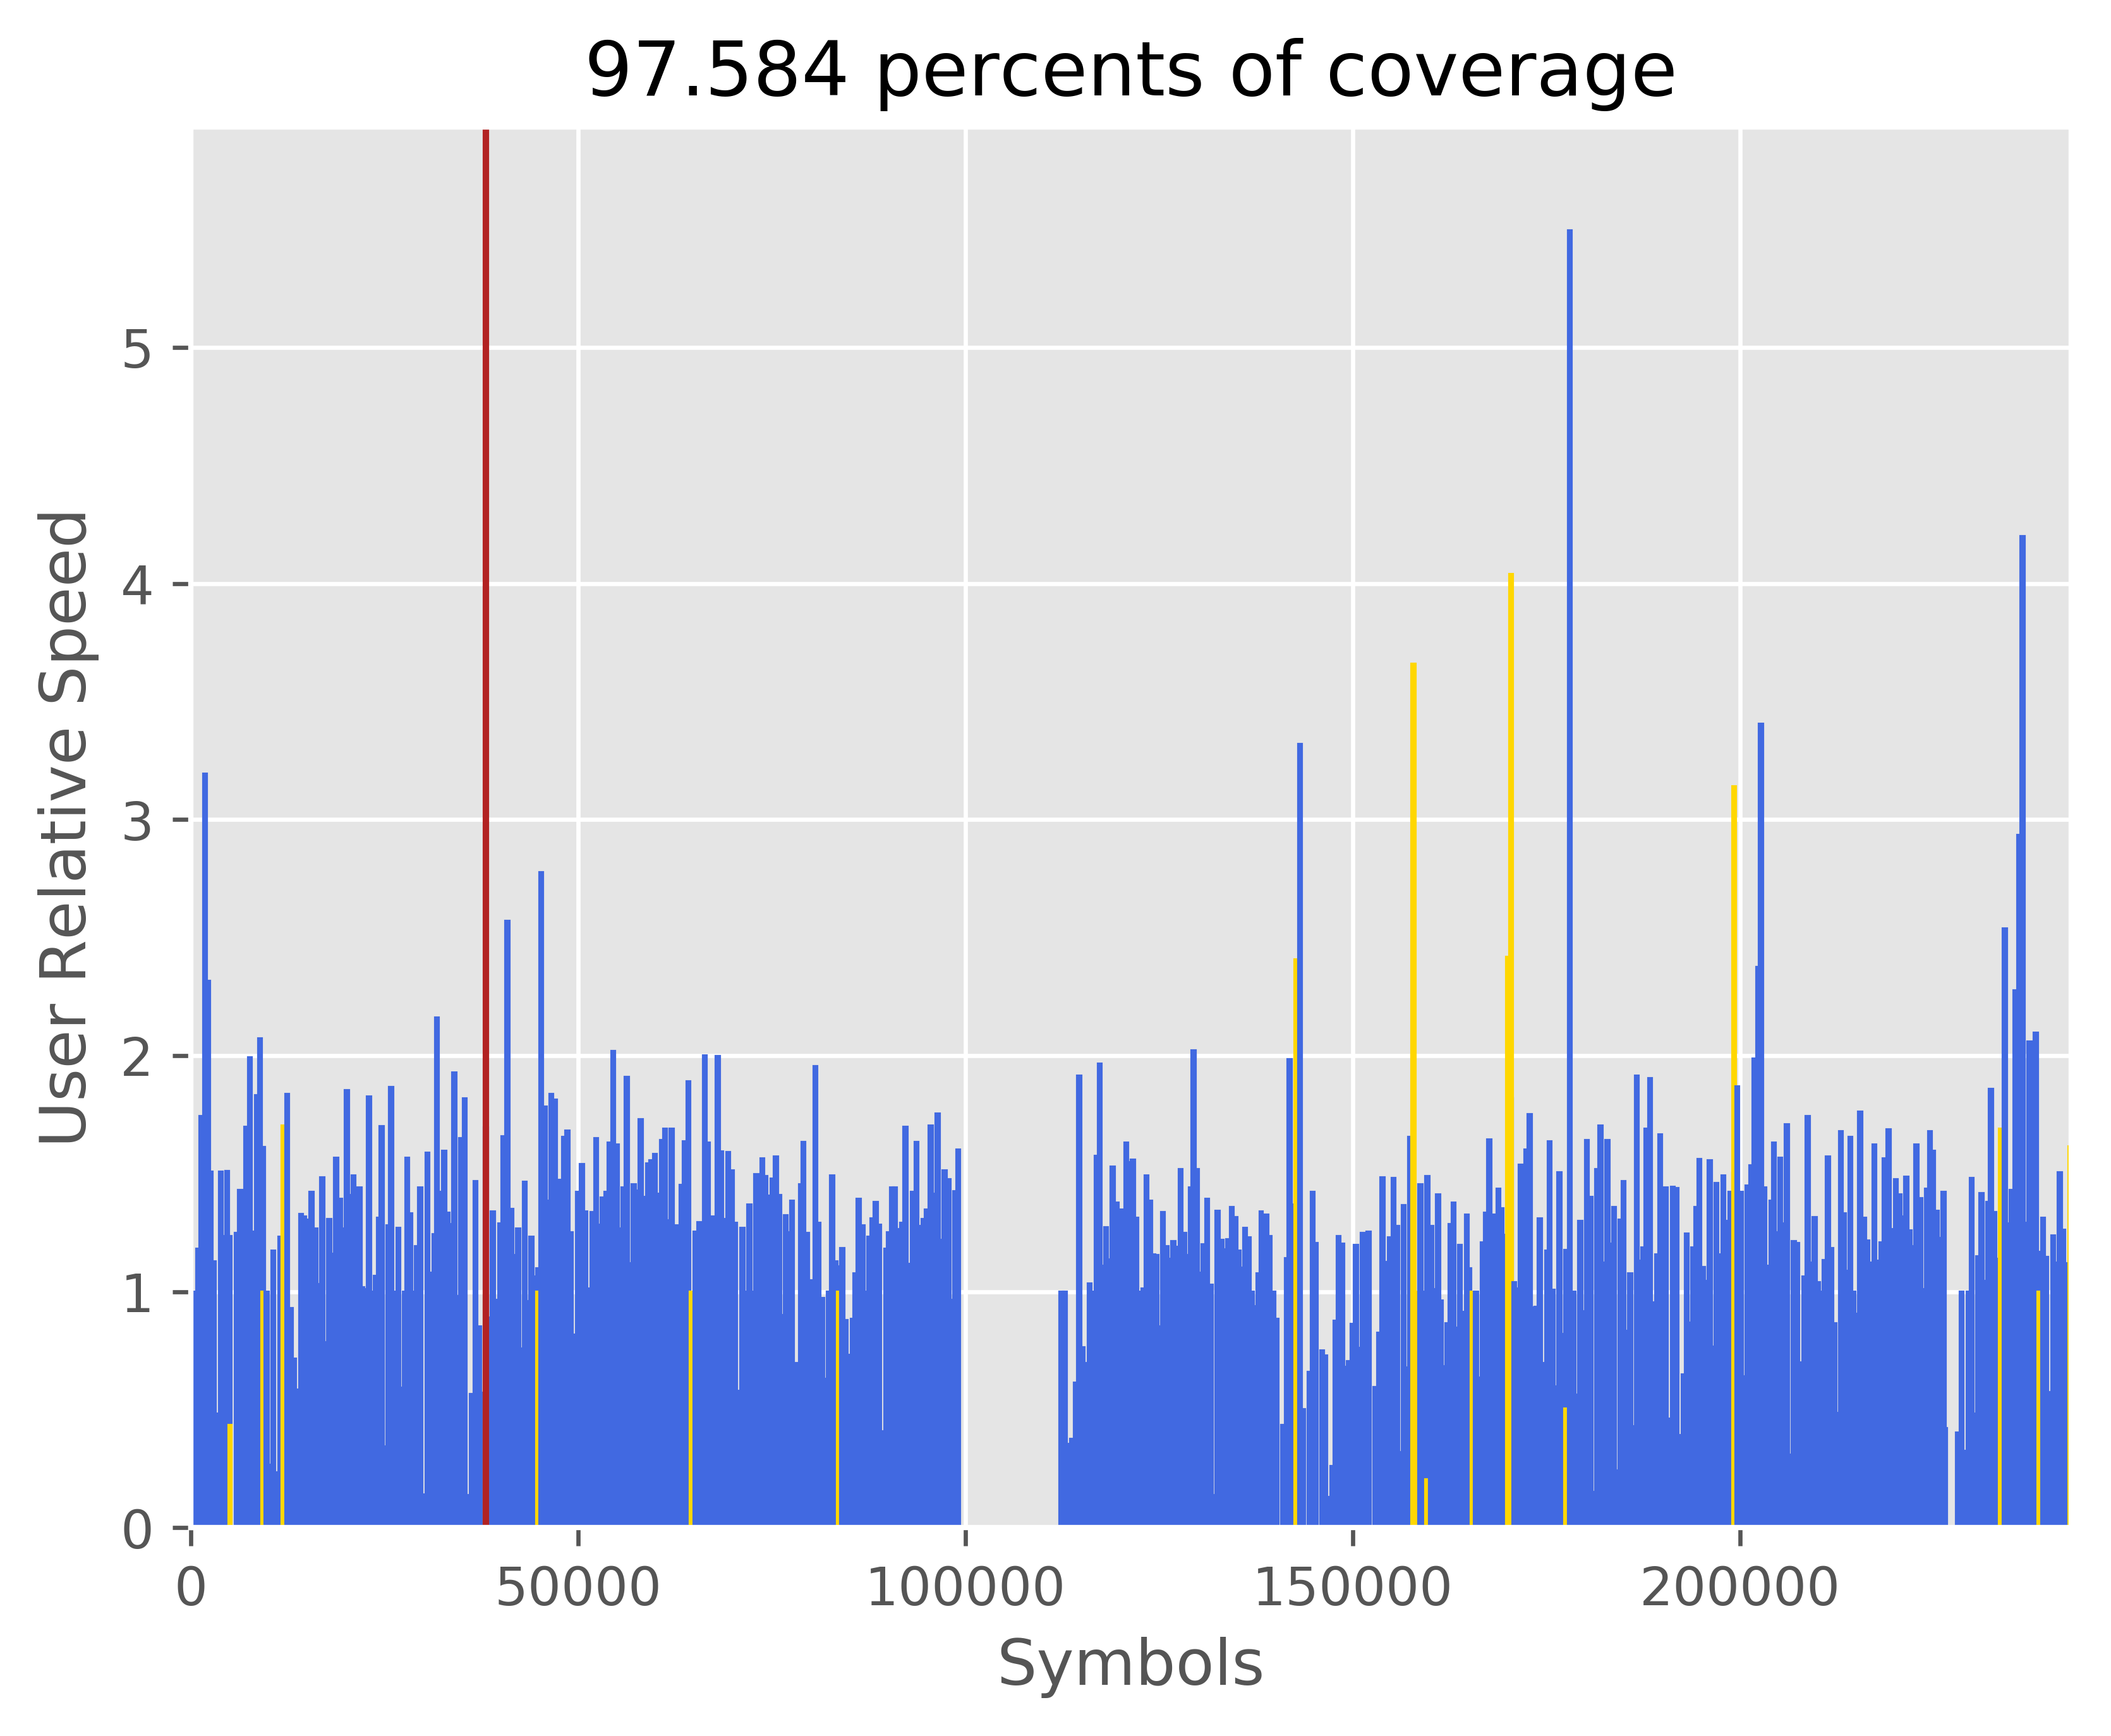 97.584 percents of coverage
User Relative Speed
5
4
3
2
1
0
0 50000 100000 150000 200000
Symbols